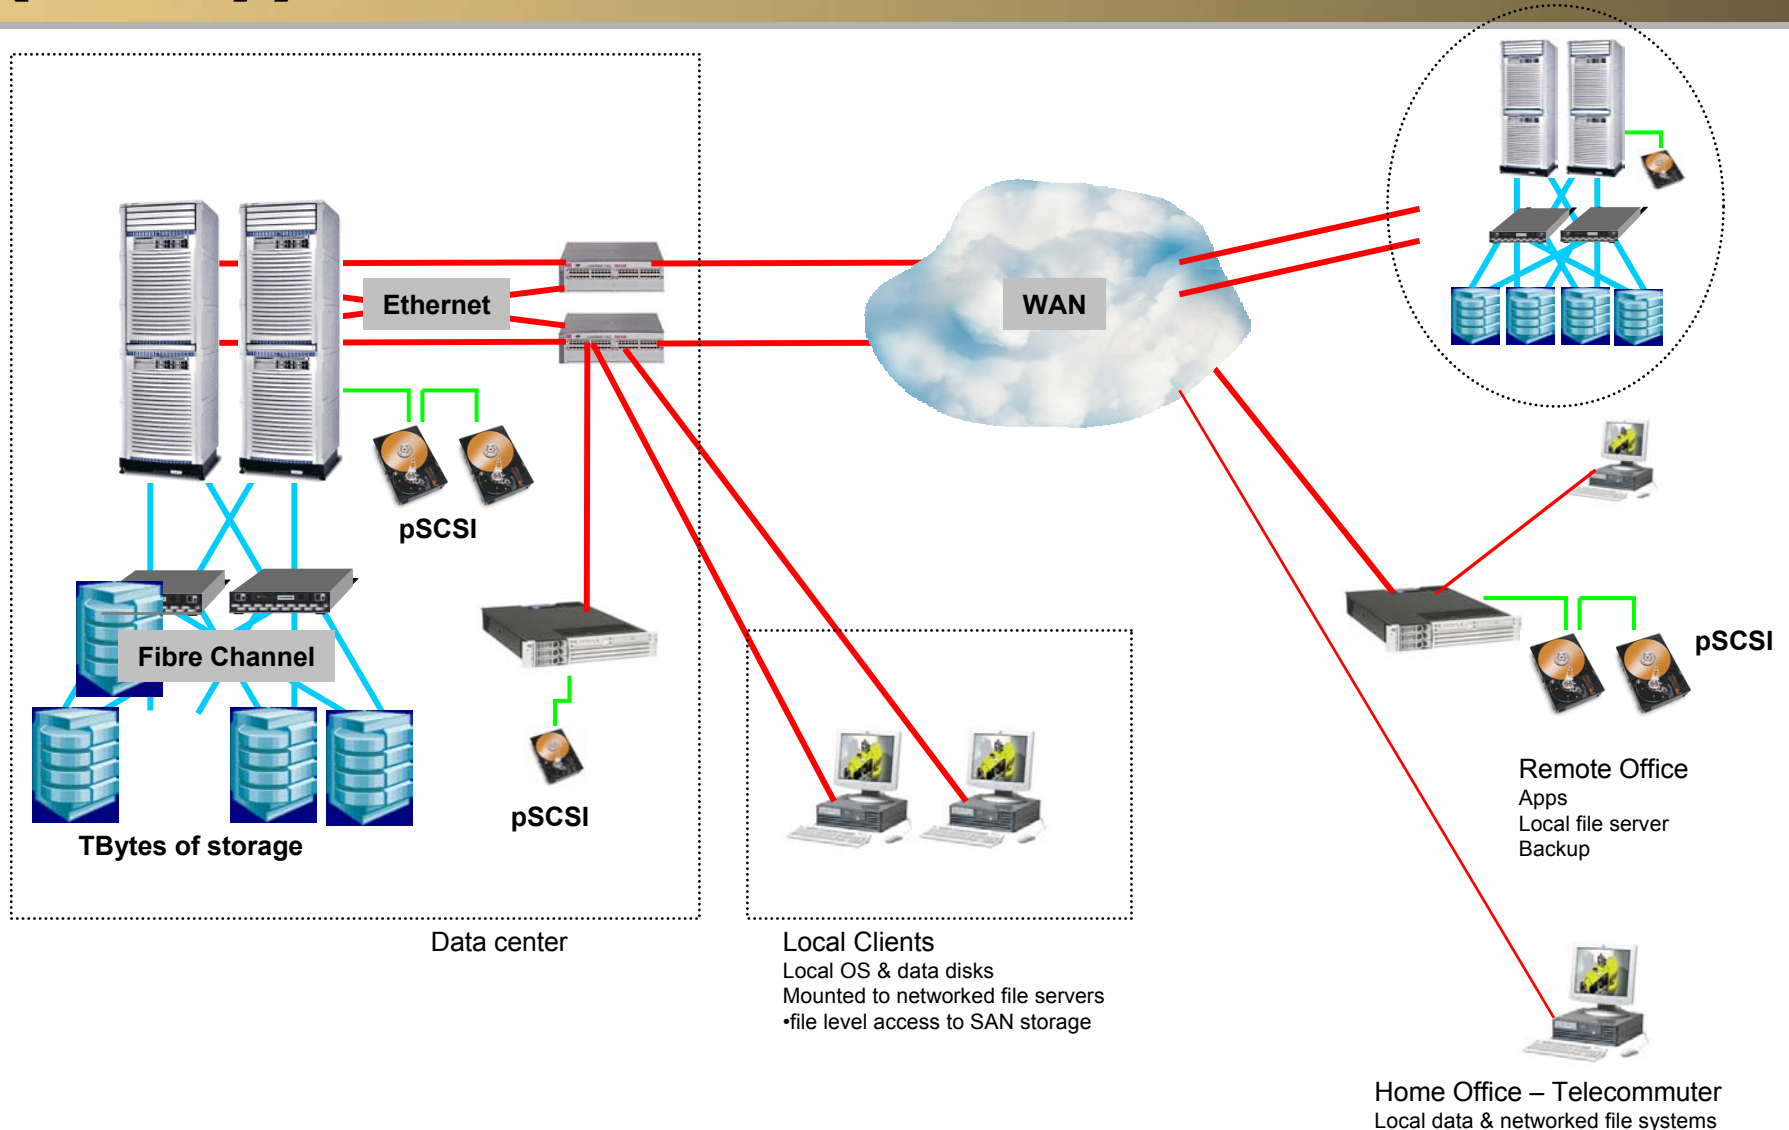 Ethernet
WAN
pSCSI
Fibre Channel
pSCSI
TBytes of storage
pSCSI
Remote Office
Apps
Local file server
Backup
Data center
Local Clients
Local OS & data disks
Mounted to networked file servers
•file level access to SAN storage
Home Office – Telecommuter
Local data & networked file systems